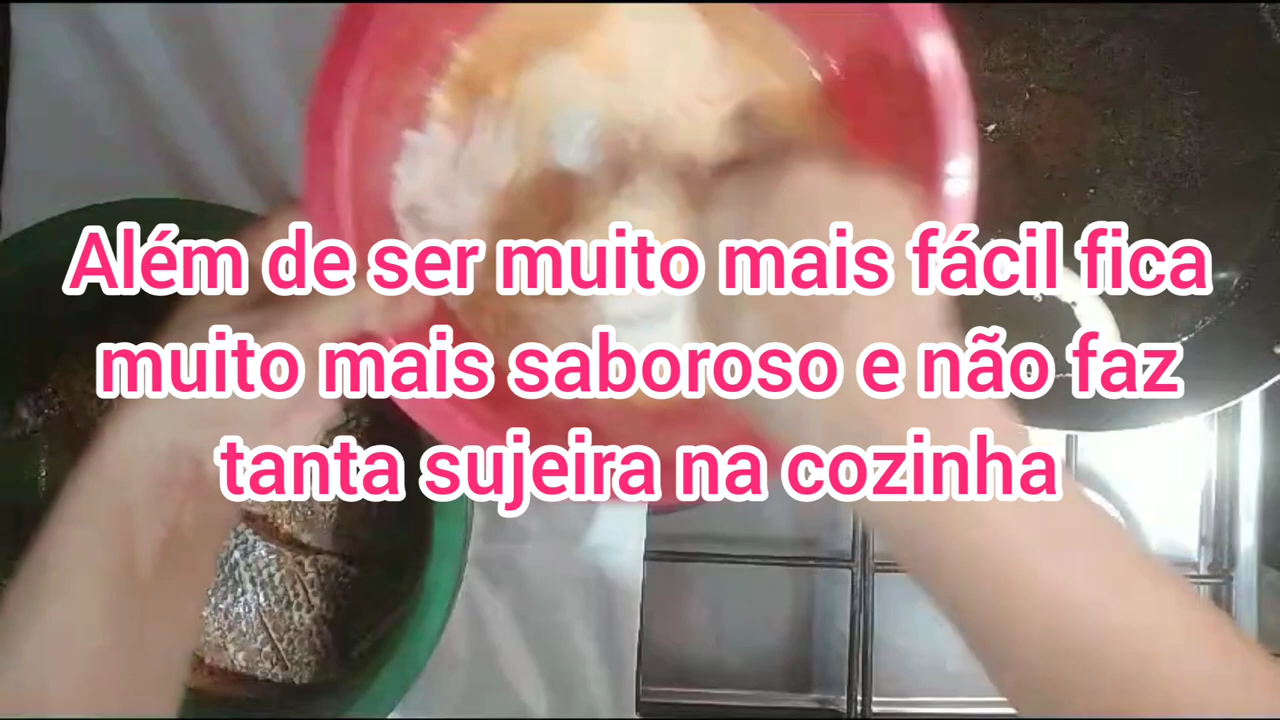 Além de ser muito mais fácil fica
muito mais saboroso e não faz
tanta sujeira na cozinha